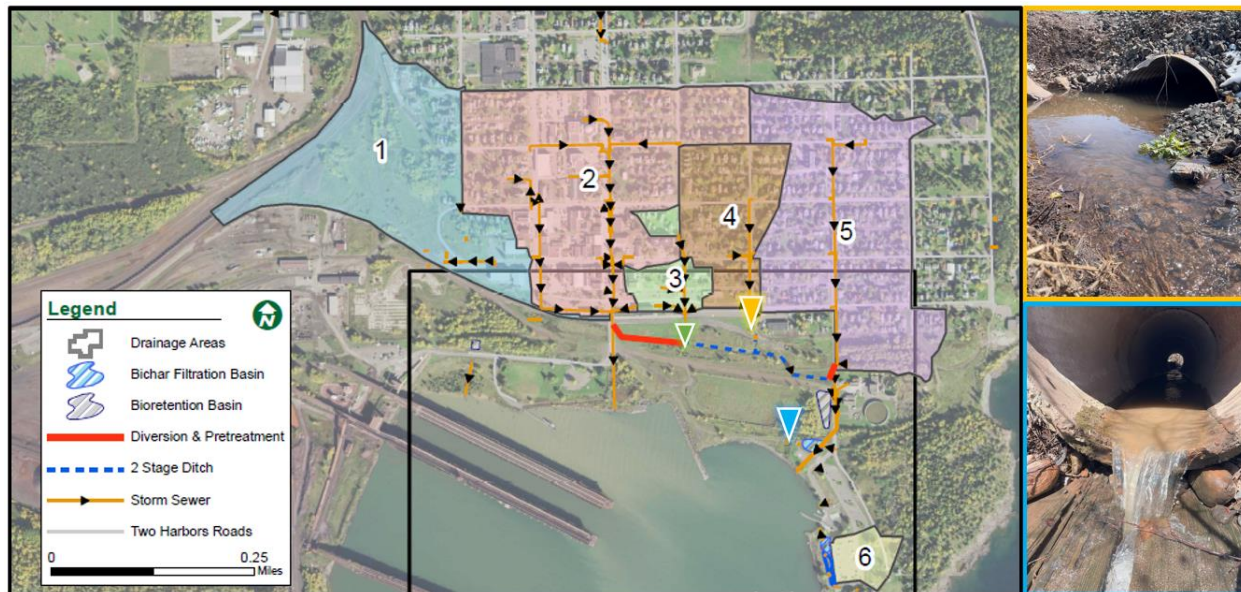 1
2
4
5
3
6
Legend
N
Drainage Areas
Bichar Filtration Basin
Bioretention Basin
Diversion & Pretreatment
2 Stage Ditch
Storm Sewer
Two Harbors Roads
0 0.25
Miles